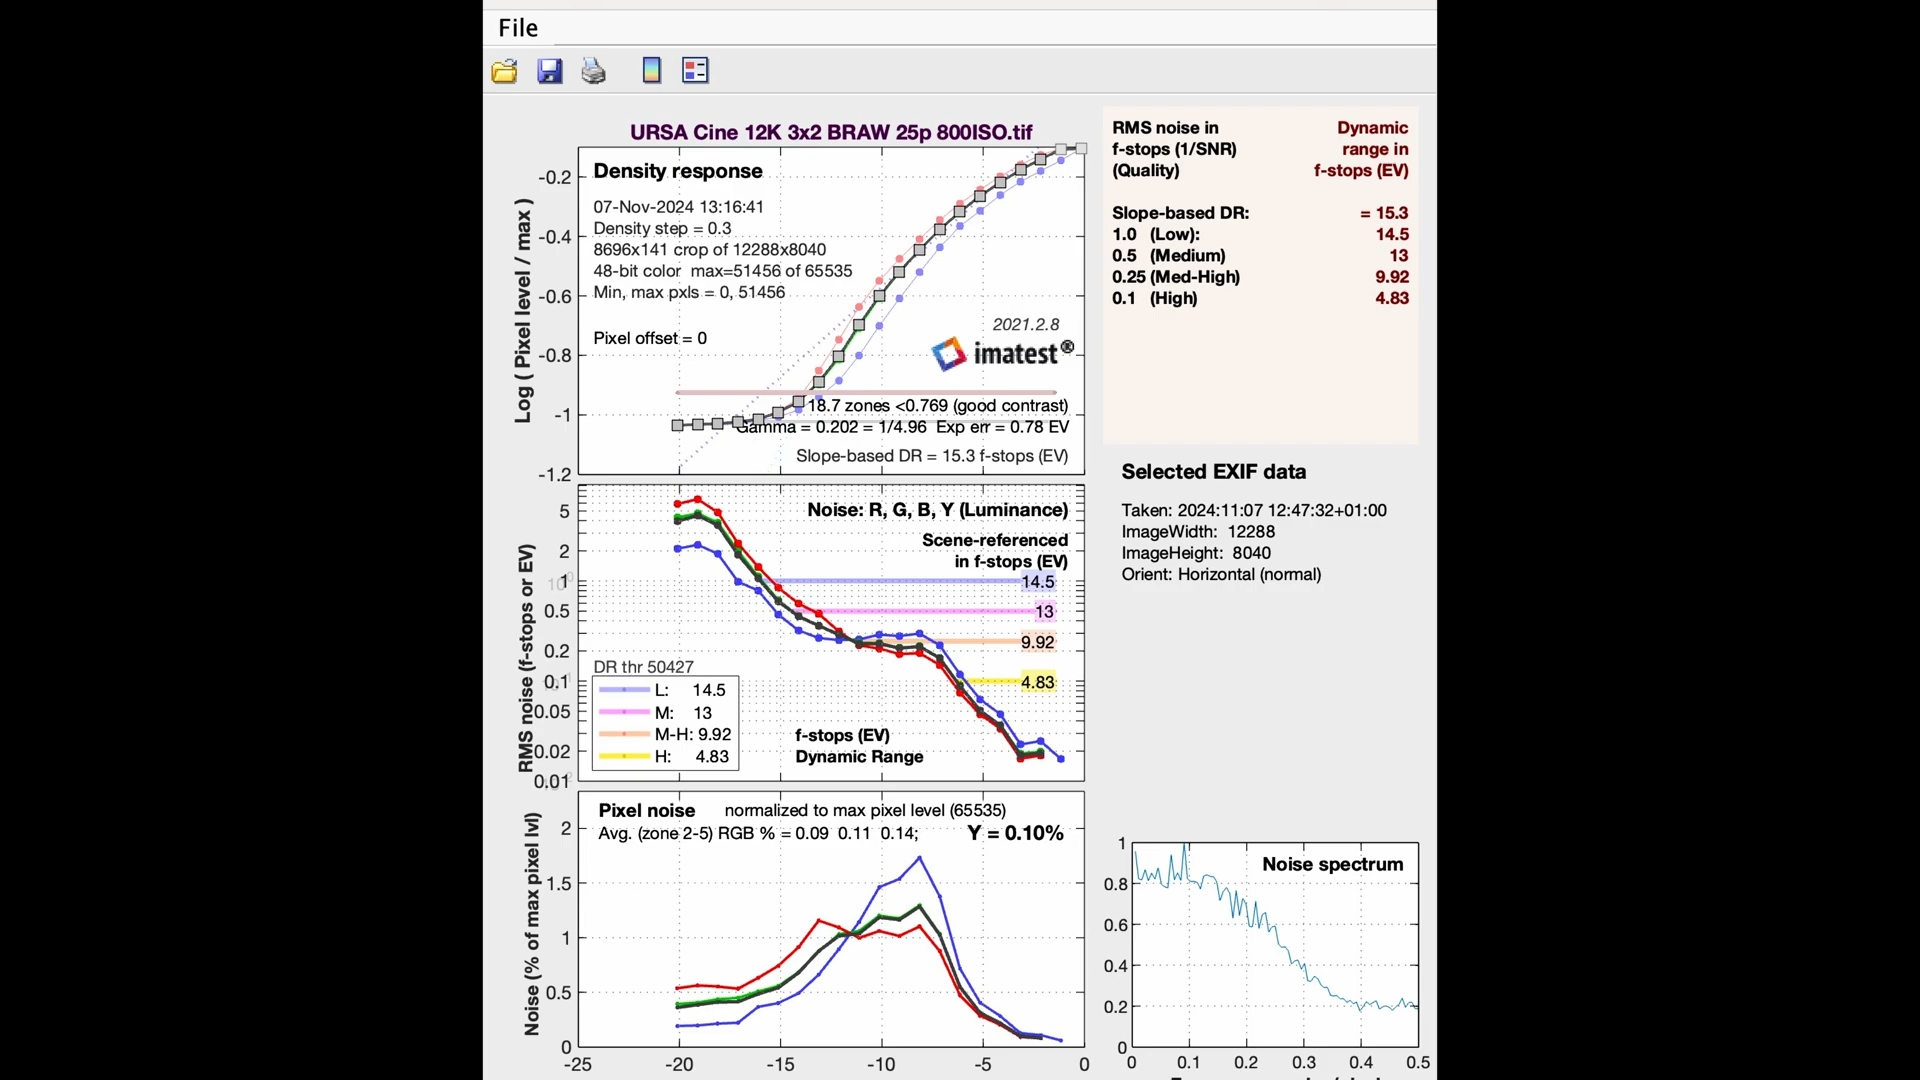 File
URSA Cine 12K 3x2 BRAW 25p 800ISO.tif
Density response
07-Nov-2024 13:16:41
Density step = 0.3
8696x141 crop of 12288x8040
48-bit color max=51456 of 65535
Min, max pxls = 0, 51456
Pixel offset = 0
2021.2.8
imatest®
18.7 zones <0.769 (good contrast)
Gamma = 0.202 = 1/4.96 Exp err = 0.78 EV
Slope-based DR = 15.3 f-stops (EV)
Log ( Pixel level / max )
-0.2
-0.4
-0.6
-0.8
-1
-1.2
RMS noise in Dynamic
f-stops (1/SNR) range in
(Quality) f-stops (EV)
Slope-based DR: = 15.3
1.0 (Low): 14.5
0.5 (Medium) 13
0.25 (Med-High) 9.92
0.1 (High) 4.83
Selected EXIF data
Taken: 2024:11:07 12:47:32+01:00
ImageWidth: 12288
ImageHeight: 8040
Orient: Horizontal (normal)
Noise: R, G, B, Y (Luminance)
Scene-referenced
in f-stops (EV)
14.5
13
9.92
4.83
DR thr 50427
L: 14.5
M: 13
M-H: 9.92
H: 4.83
f-stops (EV)
Dynamic Range
RMS noise (f-stops or EV)
5
2
1
0.5
0.2
0.1
0.05
0.02
0.01
Pixel noise normalized to max pixel level (65535)
Avg. (zone 2-5) RGB % = 0.09 0.11 0.14; Y = 0.10%
Noise (% of max pixel lvl)
2
1.5
1
0.5
0
-25 -20 -15 -10 -5 0
Noise spectrum
1
0.8
0.6
0.4
0.2
0
0 0.1 0.2 0.3 0.4 0.5